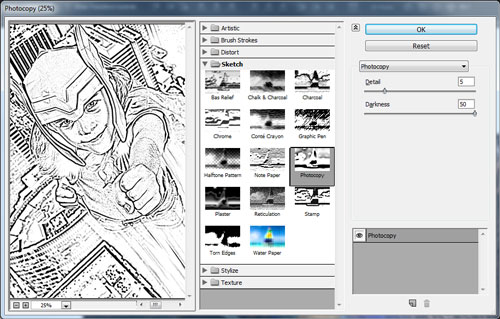 Photocopy (25%)
Artistic
Brush Strokes
Distort
Sketch
Bas Relief
Chalk & Charcoal
Charcoal
Chrome
Conté Crayon
Graphic Pen
Halftone Pattern
Note Paper
Photocopy
Plaster
Reticulation
Stamp
Torn Edges
Water Paper
Stylize
Texture
OK
Reset
Photocopy
Detail 5
Darkness 50
Photocopy
25%